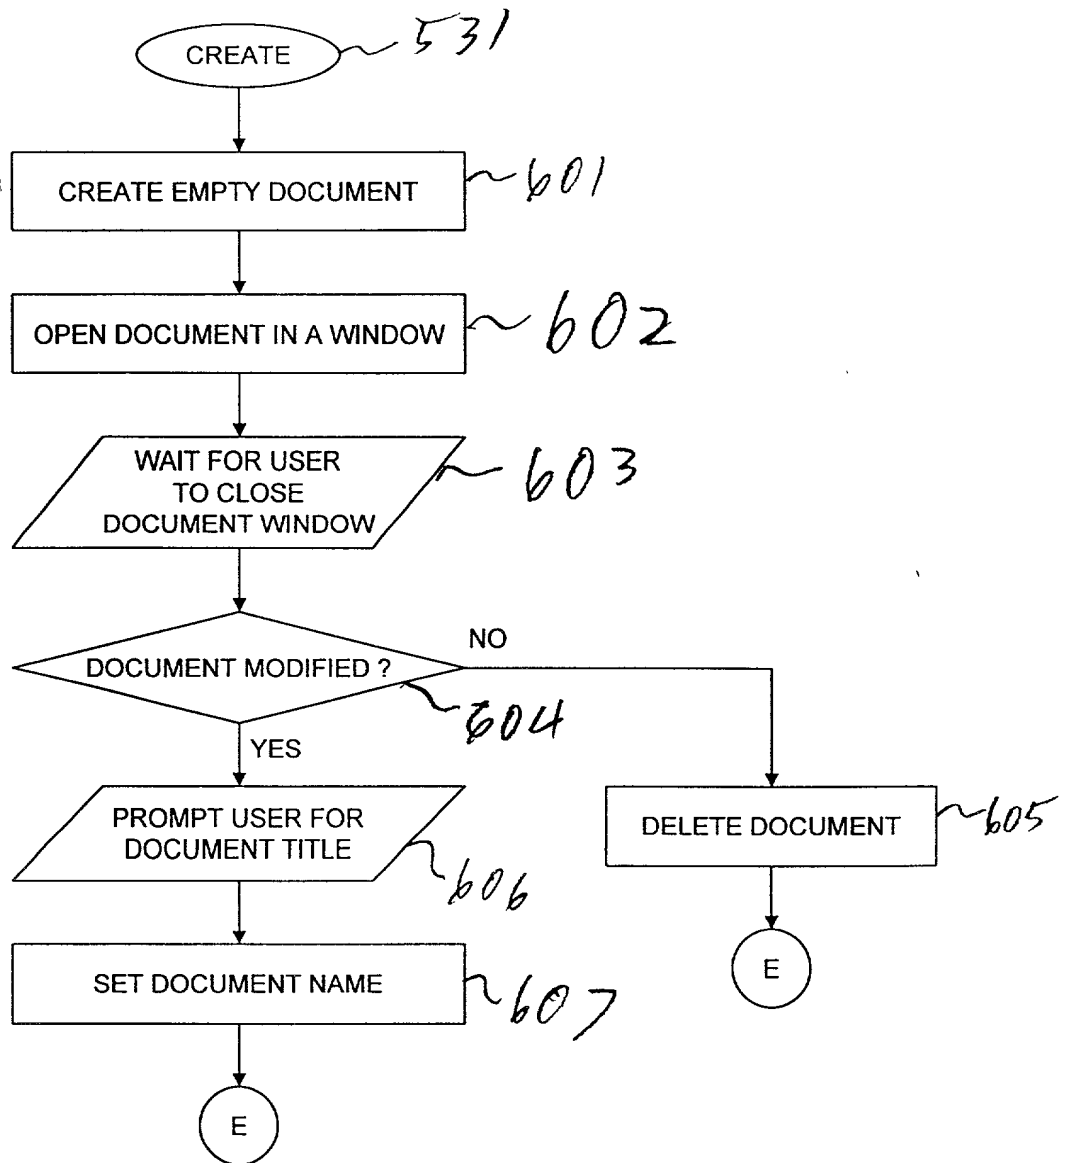 CREATE
531
CREATE EMPTY DOCUMENT
601
OPEN DOCUMENT IN A WINDOW
602
WAIT FOR USER
TO CLOSE
DOCUMENT WINDOW
603
DOCUMENT MODIFIED ?
NO
604
YES
PROMPT USER FOR
DOCUMENT TITLE
606
DELETE DOCUMENT
605
SET DOCUMENT NAME
607
E
E